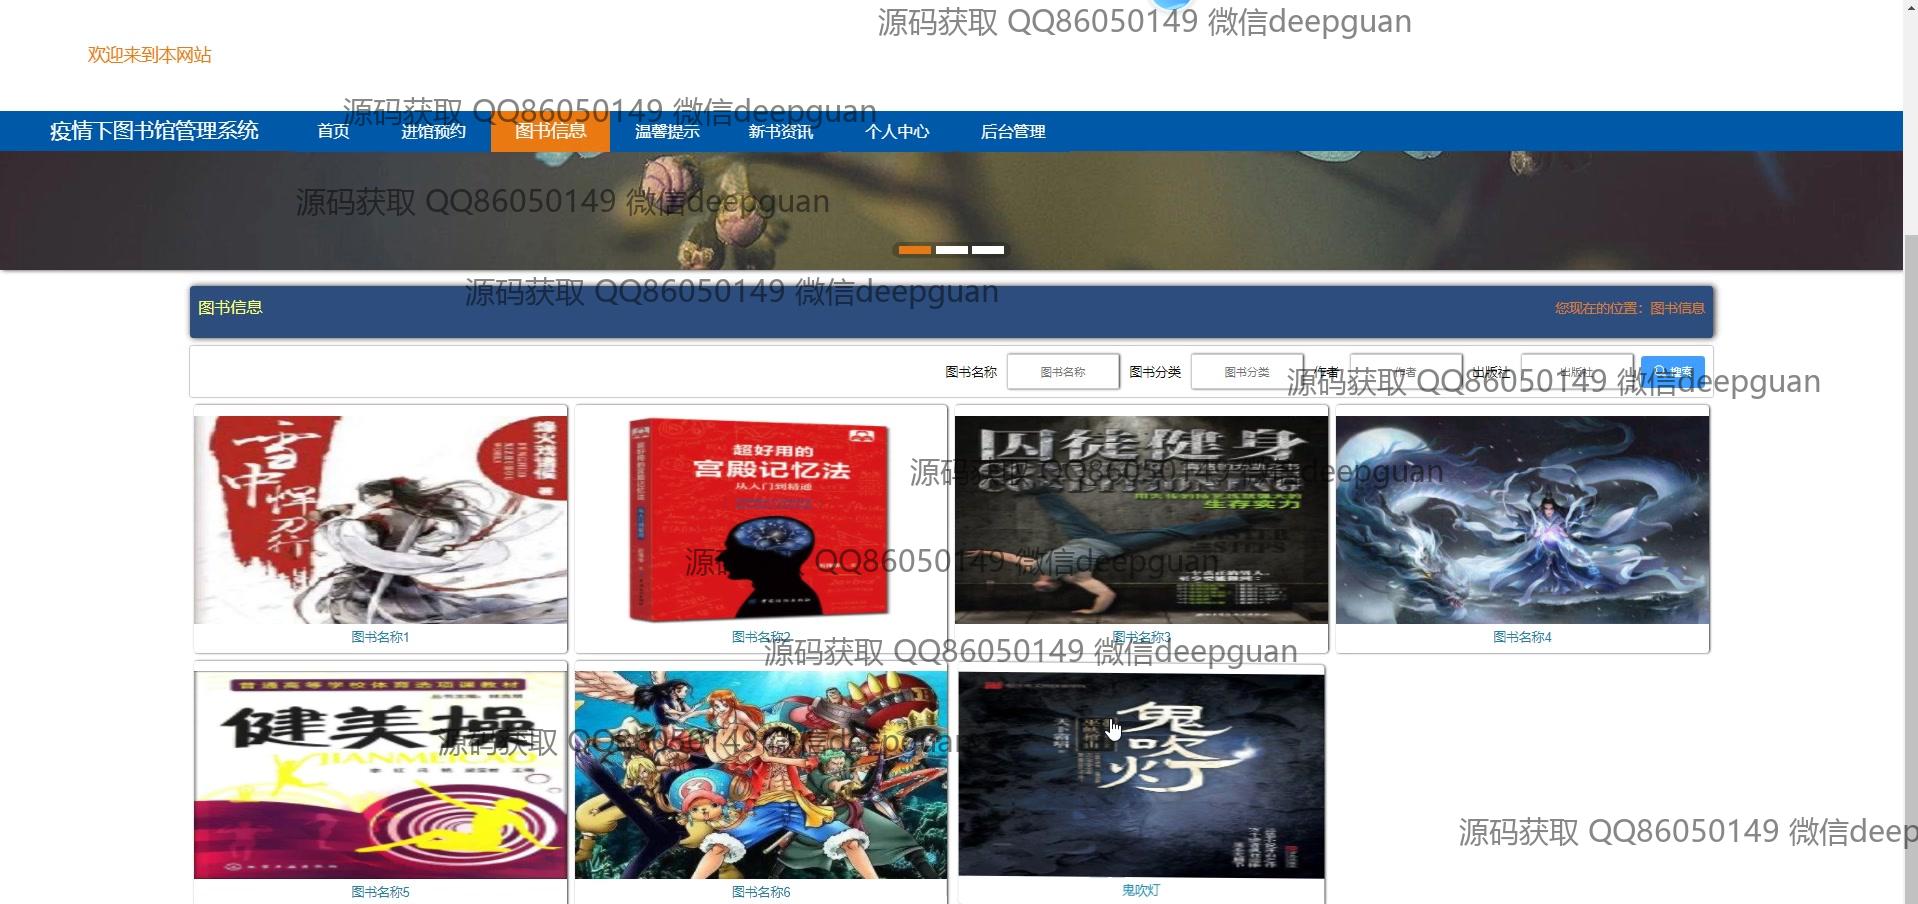 源码获取 QQ86050149 微信deepguan
欢迎来到本网站
源码获取 QQ86050149 微信deepguan
疫情下图书馆管理系统 首页 进馆预约 图书信息 温馨提示 新书资讯 个人中心 后台管理
源码获取 QQ86050149 微信deepguan
源码获取 QQ86050149 微信deepguan
图书信息 您现在的位置：图书信息
图书名称 图书名称 图书分类 图书分类 作者 作者 出版社 出版社 搜索
源码获取 QQ86050149 微信deepguan
雪中悍刀行
烽火戏诸侯 著
超好用的
宫殿记忆法
从入门到精通
囚徒健身
生存实力
源码获取 QQ86050149 微信deepguan
源码获取 QQ86050149 微信deepguan
图书名称1 图书名称2 图书名称3 图书名称4
源码获取 QQ86050149 微信deepguan
普通高等学校体育选项课教材
健美操
JIANMEICAO
鬼吹灯
源码获取 QQ86050149 微信deepguan
源码获取 QQ86050149 微信deep
图书名称5 图书名称6 鬼吹灯